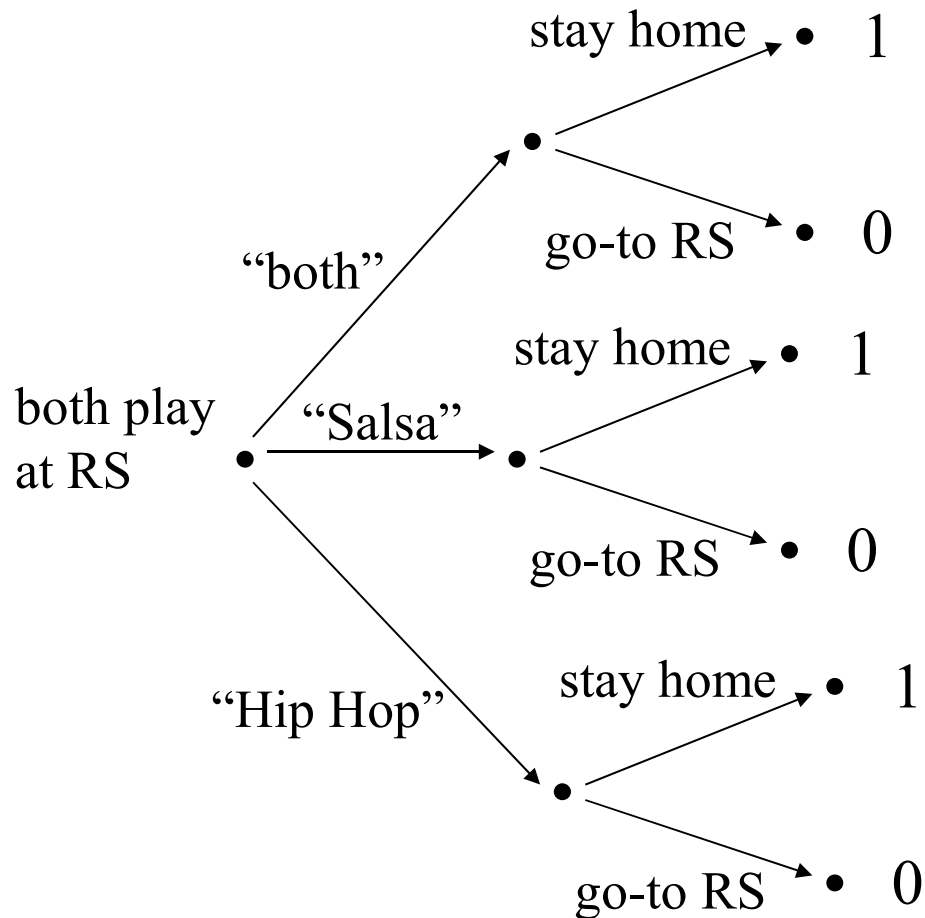 stay home 1
go-to RS 0
“both”
stay home 1
both play
at RS
“Salsa”
go-to RS 0
stay home 1
“Hip Hop”
go-to RS 0